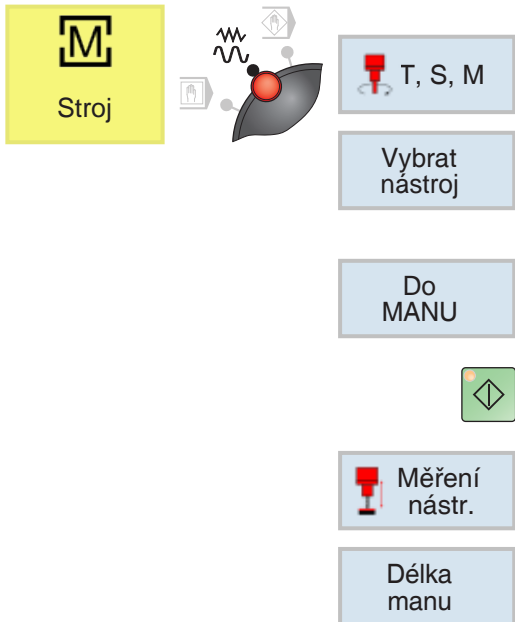 M
Stroj
T, S, M
Vybrat
nástroj
Do
MANU
Měření
nástr.
Délka
manu